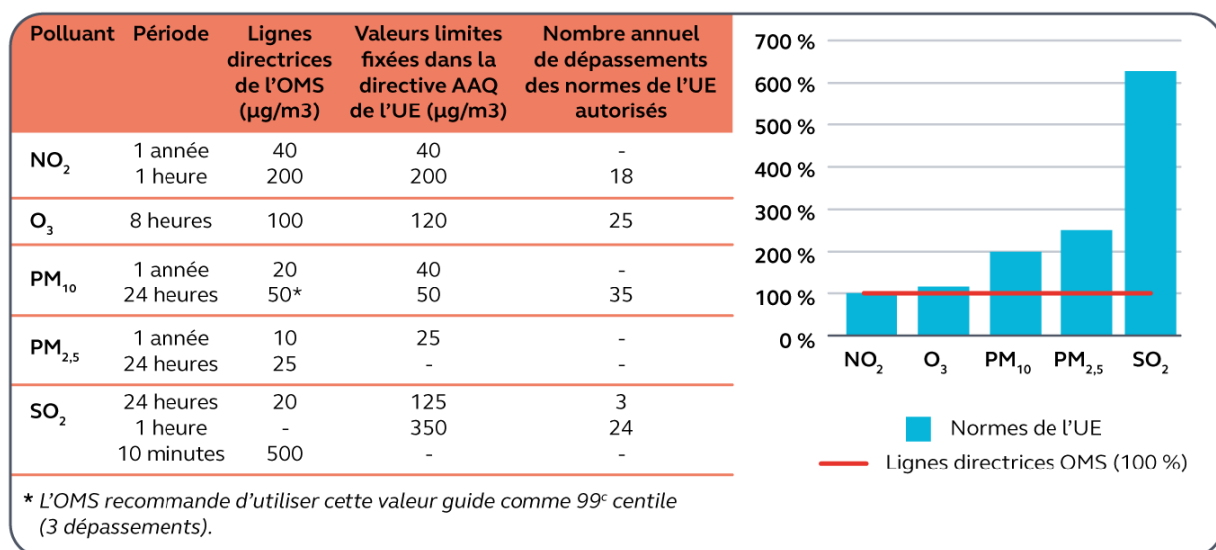 Polluant Période Lignes directrices de l'OMS (µg/m3) Valeurs limites fixées dans la directive AAQ de l'UE (µg/m3) Nombre annuel de dépassements des normes de l'UE autorisés
NO₂ 1 année 40 40 -
1 heure 200 200 18
O₃ 8 heures 100 120 25
PM₁₀ 1 année 20 40 -
24 heures 50* 50 35
PM₂,₅ 1 année 10 25 -
24 heures 25 - -
SO₂ 24 heures 20 125 3
1 heure - 350 24
10 minutes 500 - -
* L'OMS recommande d'utiliser cette valeur guide comme 99ᶜ centile
(3 dépassements).
700 %
600 %
500 %
400 %
300 %
200 %
100 %
0 %
NO₂ O₃ PM₁₀ PM₂,₅ SO₂
Normes de l'UE
Lignes directrices OMS (100 %)